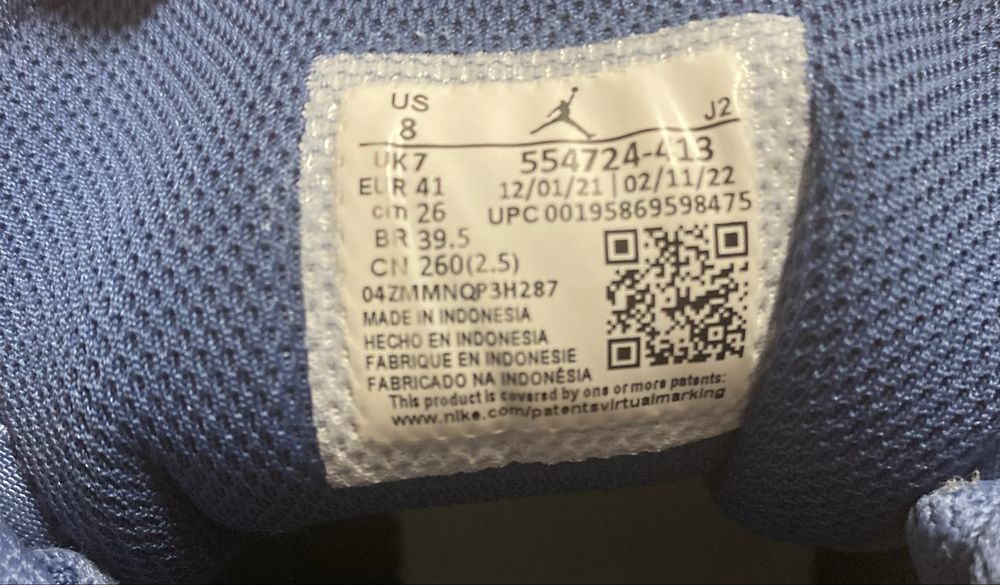 US
8
J2
UK 7
554724-413
EUR 41
12/01/21 | 02/11/22
cm 26
UPC 00195869598475
BR 39.5
CN 260(2.5)
04ZMMNQP3H287
MADE IN INDONESIA
HECHO EN INDONESIA
FABRIQUE EN INDONESIE
FABRICADO NA INDONÉSIA
This product is covered by one or more patents:
www.nike.com/patentsvirtualmarking